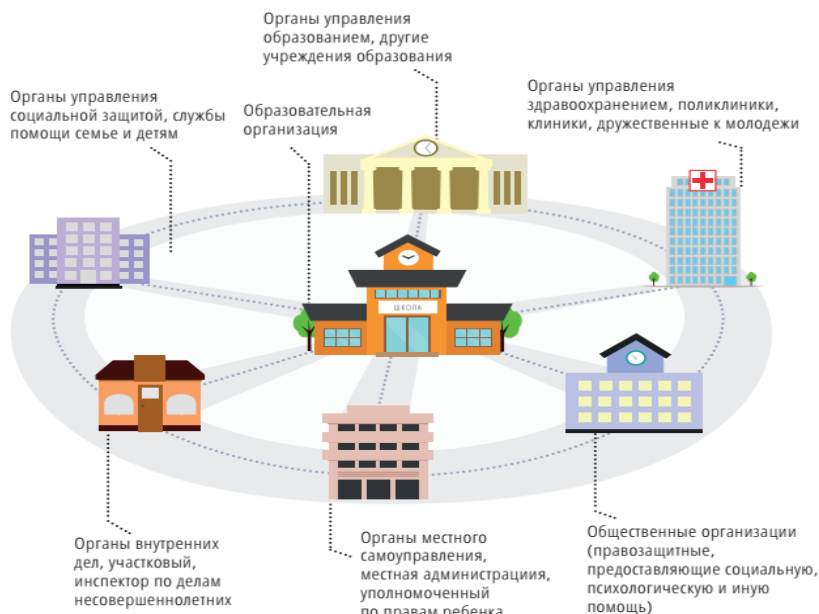 Органы управления
образованием, другие
учреждения образования
Органы управления
социальной защитой, службы
помощи семье и детям
Образовательная
организация
Органы управления
здравоохранением, поликлиники,
клиники, дружественные к молодежи
ШКОЛА
Органы внутренних
дел, участковый,
инспектор по делам
несовершеннолетних
Органы местного
самоуправления,
местная администрациия,
уполномоченный
по правам ребенка
Общественные организации
(правозащитные,
предоставляющие социальную,
психологическую и иную
помощь)